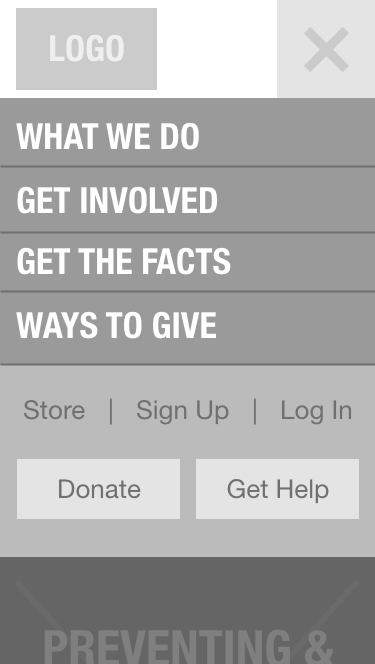 LOGO
WHAT WE DO
GET INVOLVED
GET THE FACTS
WAYS TO GIVE
Store | Sign Up | Log In
Donate Get Help
PREVENTING &